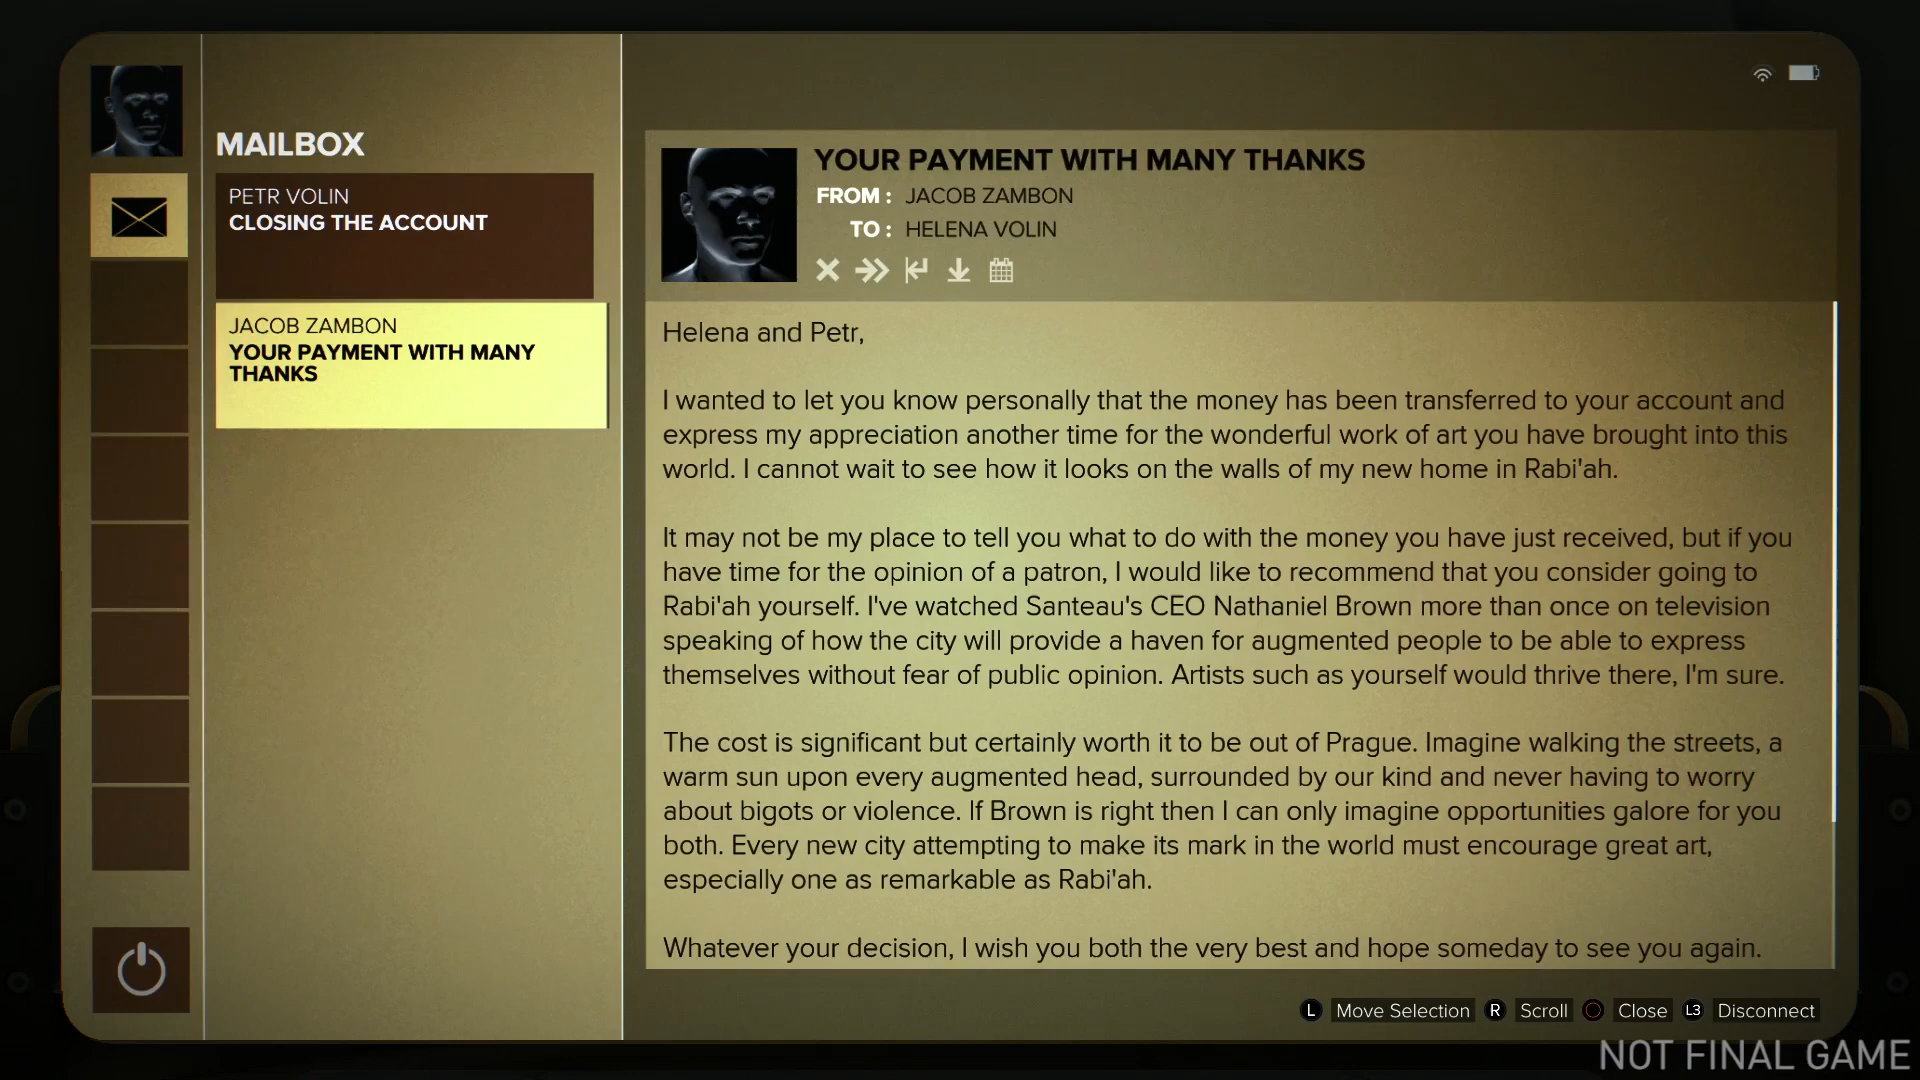 MAILBOX
PETR VOLIN
CLOSING THE ACCOUNT
JACOB ZAMBON
YOUR PAYMENT WITH MANY
THANKS
YOUR PAYMENT WITH MANY THANKS
FROM : JACOB ZAMBON
TO : HELENA VOLIN
Helena and Petr,
I wanted to let you know personally that the money has been transferred to your account and
express my appreciation another time for the wonderful work of art you have brought into this
world. I cannot wait to see how it looks on the walls of my new home in Rabi'ah.
It may not be my place to tell you what to do with the money you have just received, but if you
have time for the opinion of a patron, I would like to recommend that you consider going to
Rabi'ah yourself. I've watched Santeau's CEO Nathaniel Brown more than once on television
speaking of how the city will provide a haven for augmented people to be able to express
themselves without fear of public opinion. Artists such as yourself would thrive there, I'm sure.
The cost is significant but certainly worth it to be out of Prague. Imagine walking the streets, a
warm sun upon every augmented head, surrounded by our kind and never having to worry
about bigots or violence. If Brown is right then I can only imagine opportunities galore for you
both. Every new city attempting to make its mark in the world must encourage great art,
especially one as remarkable as Rabi'ah.
Whatever your decision, I wish you both the very best and hope someday to see you again.
L Move Selection R Scroll Close L3 Disconnect
NOT FINAL GAME